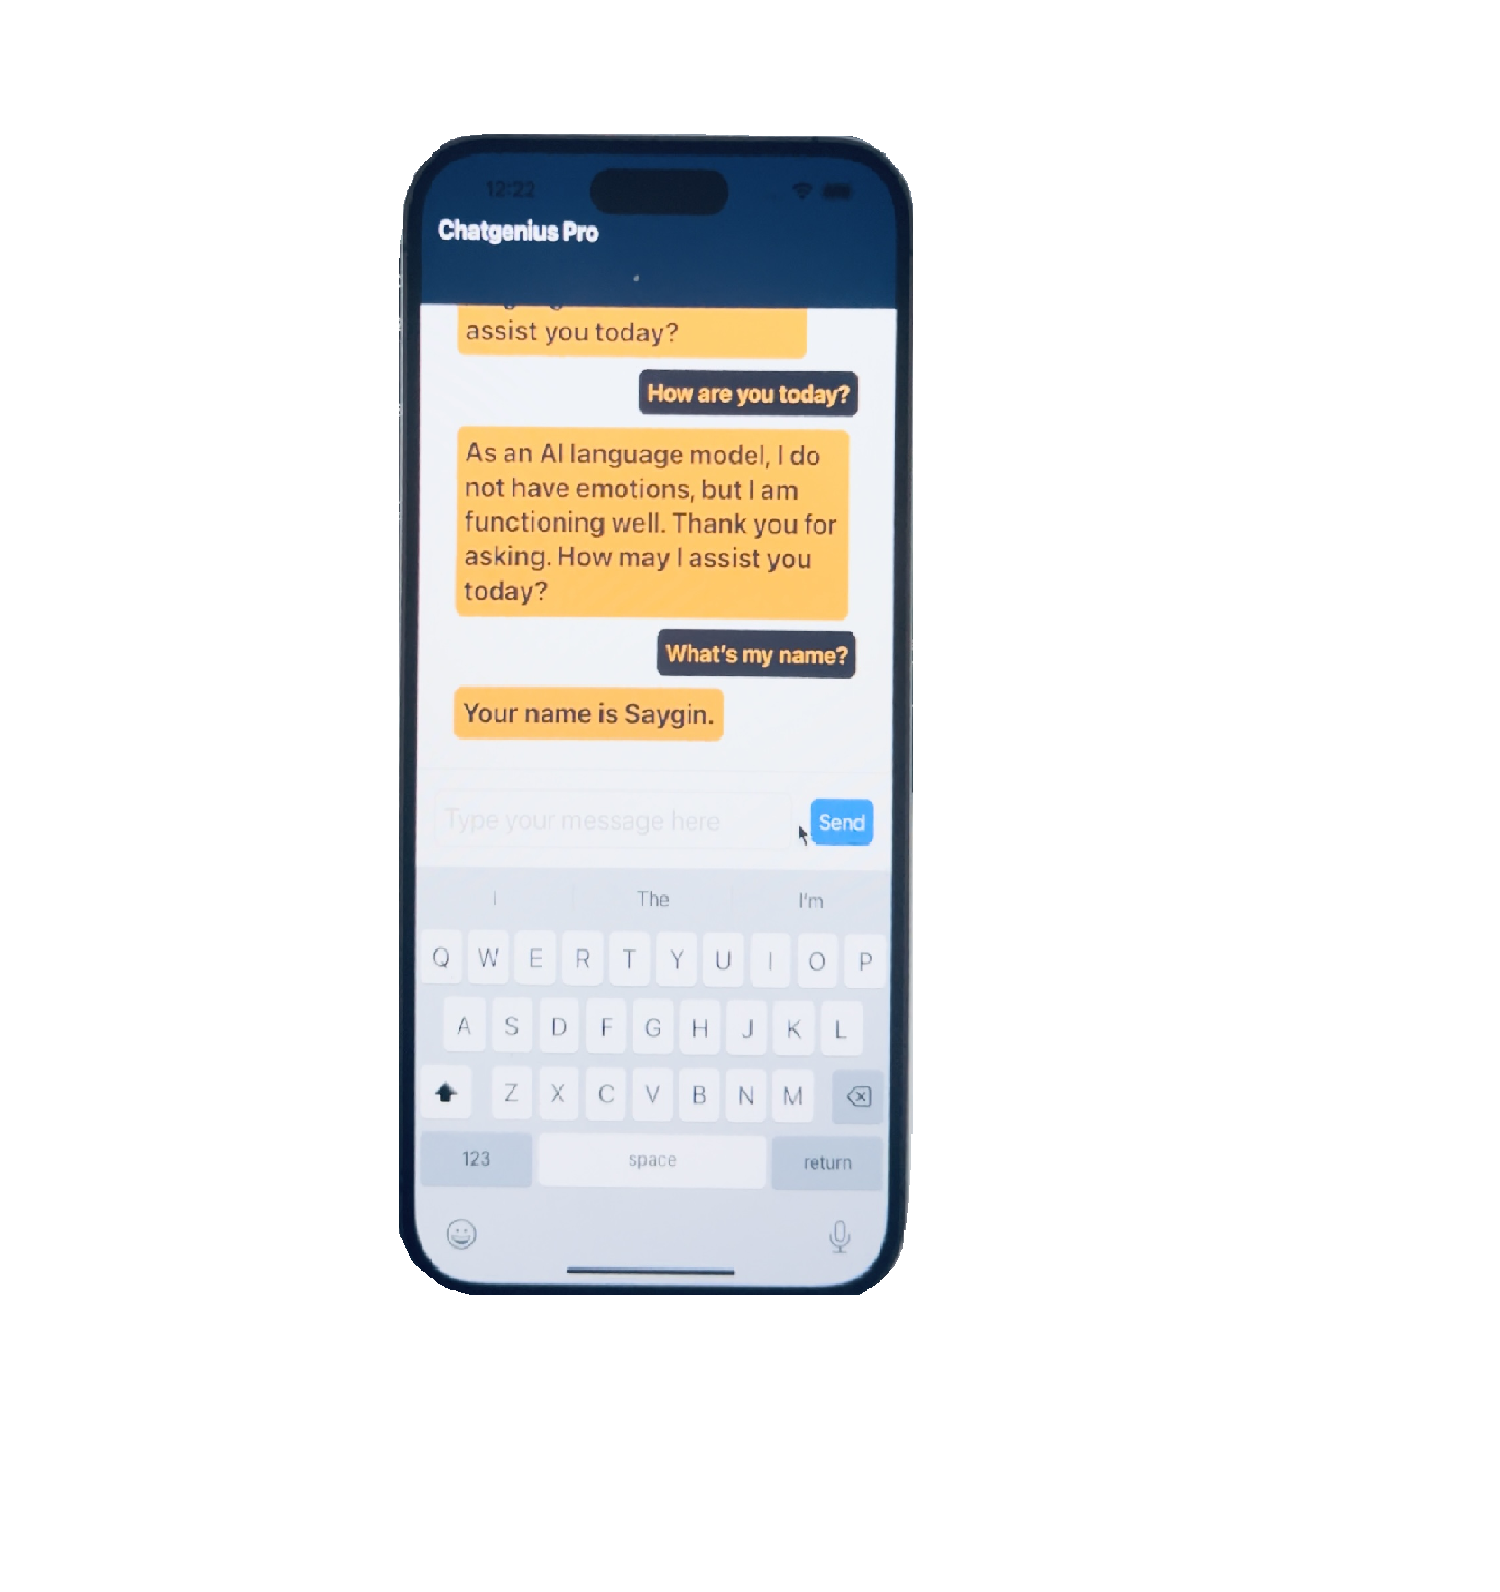 12:22
Chatgenius Pro
assist you today?
How are you today?
As an AI language model, I do
not have emotions, but I am
functioning well. Thank you for
asking. How may I assist you
today?
What's my name?
Your name is Saygin.
Type your message here
Send
I The I'm
Q W E R T Y U I O P
A S D F G H J K L
Z X C V B N M
123 space return